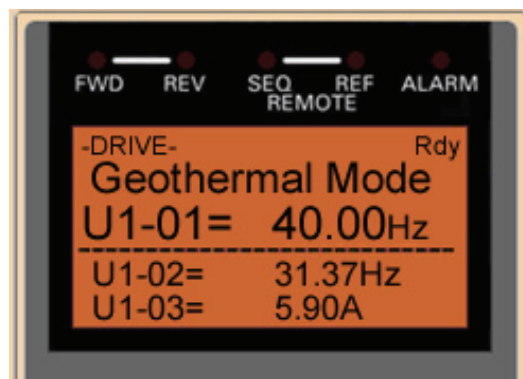 FWD REV SEQ REF ALARM
REMOTE
-DRIVE- Rdy
Geothermal Mode
U1-01= 40.00Hz
U1-02= 31.37Hz
U1-03= 5.90A